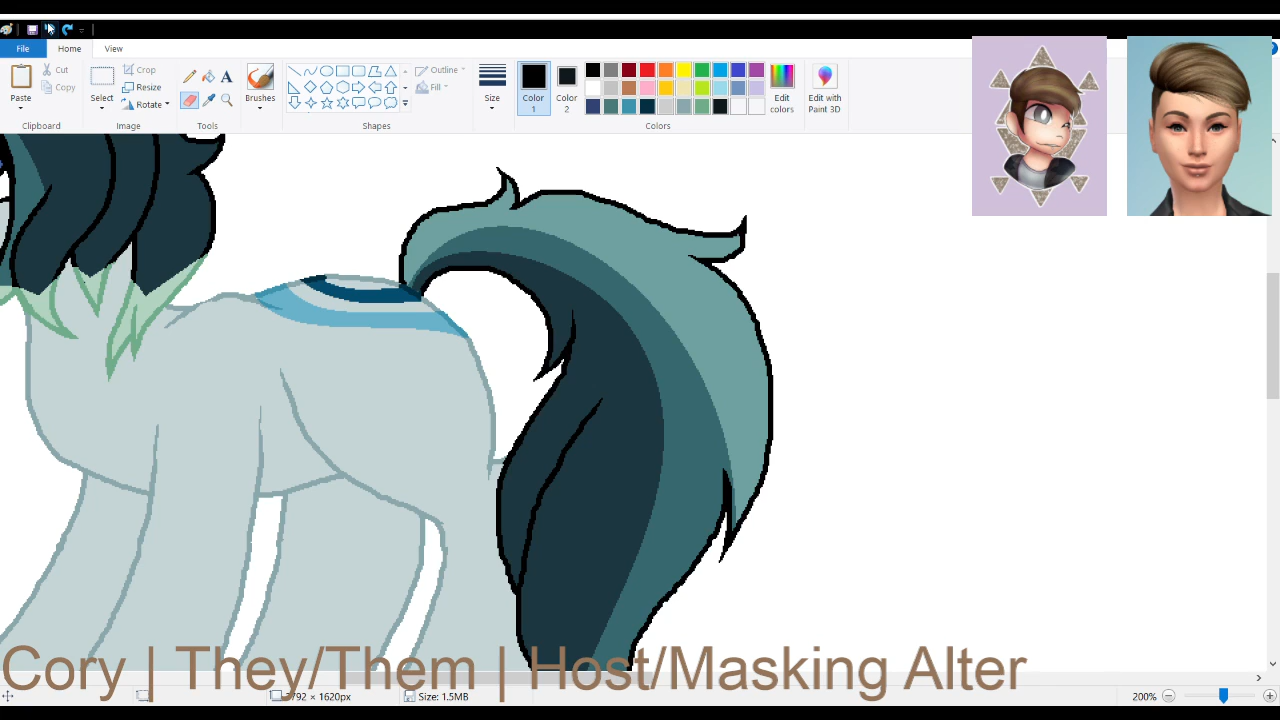 File Home View
Paste
Cut
Copy
Clipboard
Select
Crop
Resize
Rotate
Image
A
Tools
Brushes
Outline
Fill
Shapes
Size
Color 1
Color 2
Edit colors
Colors
Edit with Paint 3D
Cory | They/Them | Host/Masking Alter
792 × 1620px
Size: 1.5MB
200%